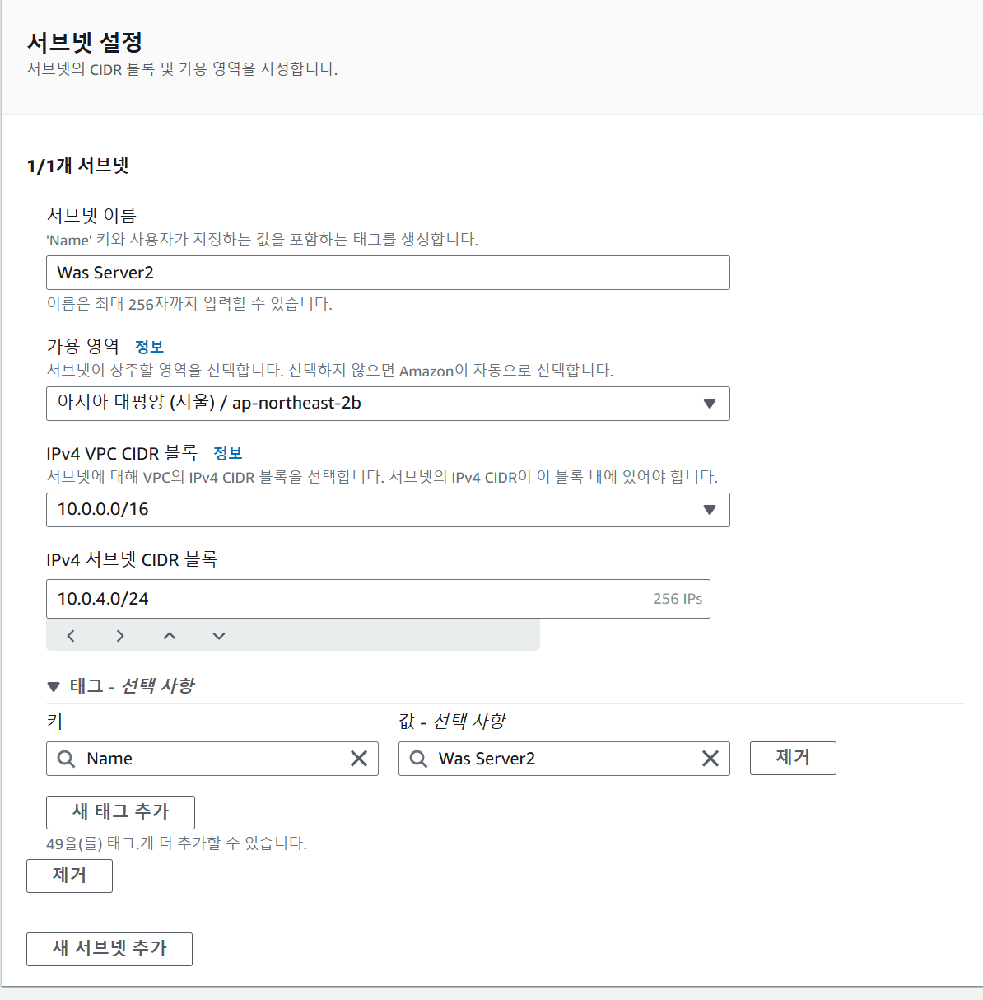 서브넷 설정
서브넷의 CIDR 블록 및 가용 영역을 지정합니다.
1/1개 서브넷
서브넷 이름
'Name' 키와 사용자가 지정하는 값을 포함하는 태그를 생성합니다.
Was Server2
이름은 최대 256자까지 입력할 수 있습니다.
가용 영역 정보
서브넷이 상주할 영역을 선택합니다. 선택하지 않으면 Amazon이 자동으로 선택합니다.
아시아 태평양 (서울) / ap-northeast-2b
IPv4 VPC CIDR 블록 정보
서브넷에 대해 VPC의 IPv4 CIDR 블록을 선택합니다. 서브넷의 IPv4 CIDR이 이 블록 내에 있어야 합니다.
10.0.0.0/16
IPv4 서브넷 CIDR 블록
10.0.4.0/24 256 IPs
태그 - 선택 사항
키 값 - 선택 사항
Name Was Server2 제거
새 태그 추가
49을(를) 태그.개 더 추가할 수 있습니다.
제거
새 서브넷 추가